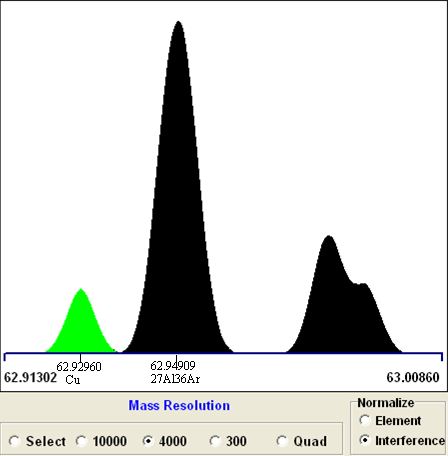 62.92960 62.94909
Cu 27Al36Ar
62.91302 63.00860
Mass Resolution
Select 10000 4000 300 Quad
Normalize
Element
Interference